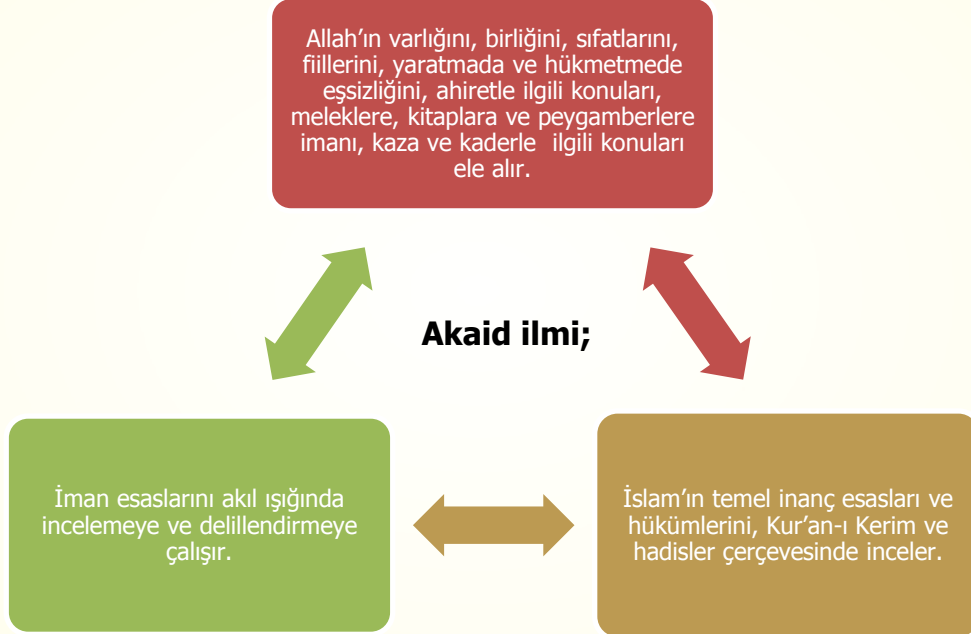 Allah’ın varlığını, birliğini, sıfatlarını,
fiillerini, yaratmada ve hükmetmede
eşsizliğini, ahiretle ilgili konuları,
meleklere, kitaplara ve peygamberlere
imanı, kaza ve kaderle  ilgili konuları
ele alır.
Akaid ilmi;
İman esaslarını akıl ışığında
incelemeye ve delillendirmeye
çalışır.
İslam’ın temel inanç esasları ve
hükümlerini, Kur’an-ı Kerim ve
hadisler çerçevesinde inceler.